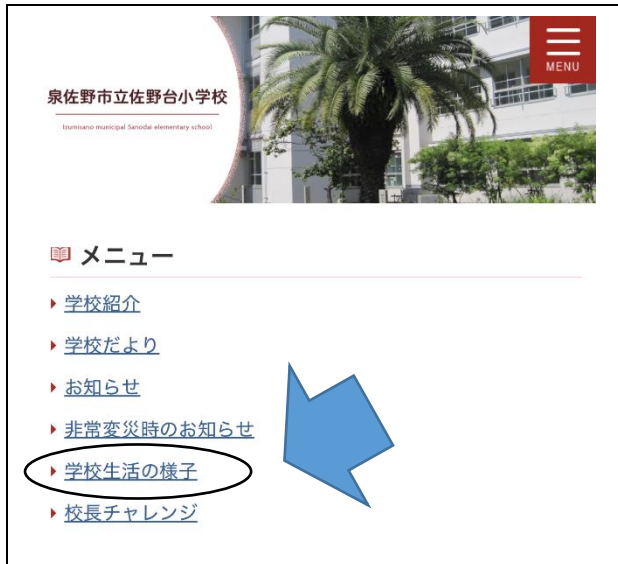 MENU
泉佐野市立佐野台小学校
Izumisano municipal Sanodai elementary school
メニュー
学校紹介
学校だより
お知らせ
非常変災時のお知らせ
学校生活の様子
校長チャレンジ